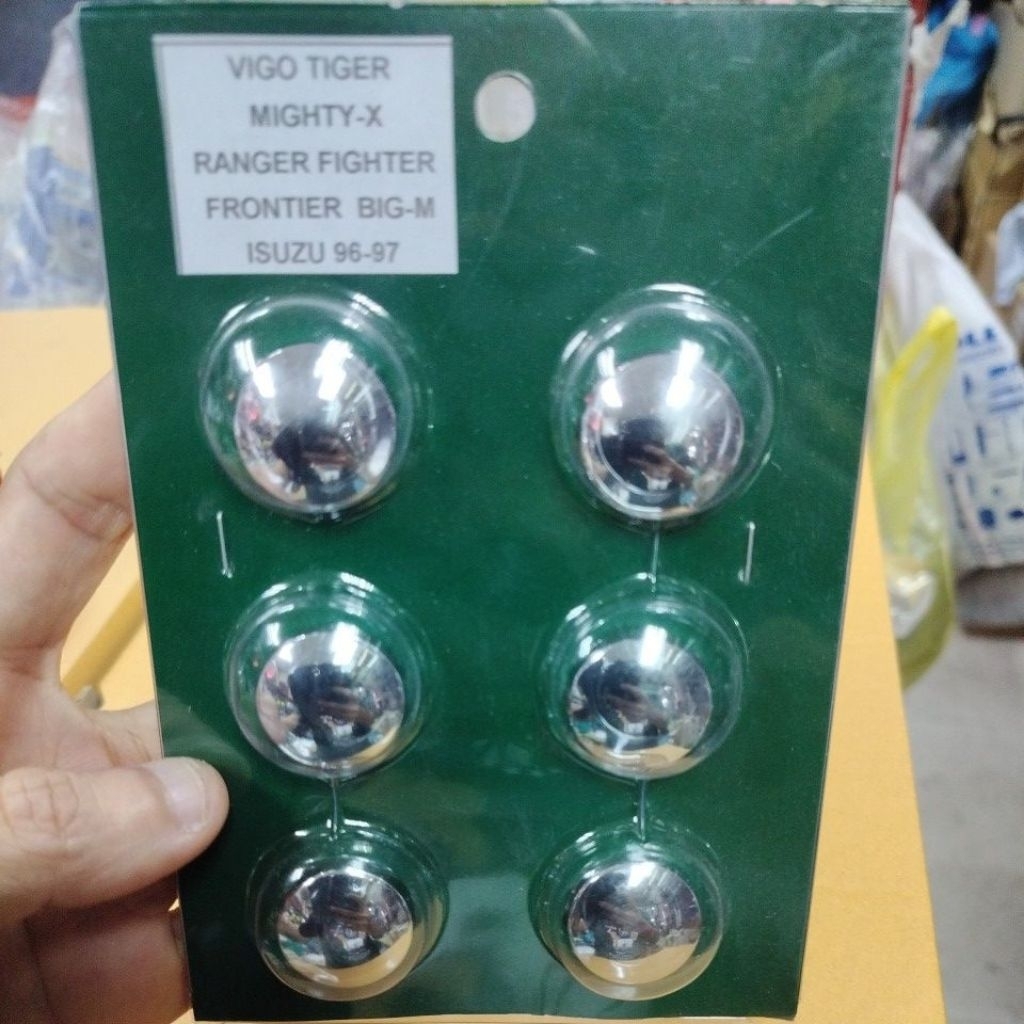 VIGO TIGER
MIGHTY-X
RANGER FIGHTER
FRONTIER BIG-M
ISUZU 96-97